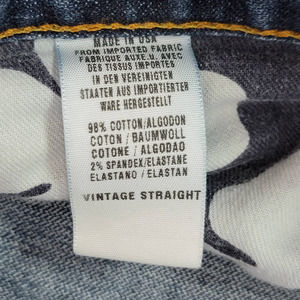 MADE IN USA
FROM IMPORTED FABRIC
FABRIQUE AUX E.U. AVEC
DES TISSUS IMPORTES
IN DEN VEREINIGTEN
STAATEN AUS IMPORTIERTER
WARE HERGESTELLT
98% COTTON/ALGODON
COTON / BAUMWOLL
COTONE / ALGODAO
2% SPANDEX/ELASTANE
ELASTANO / ELASTAN
VINTAGE STRAIGHT